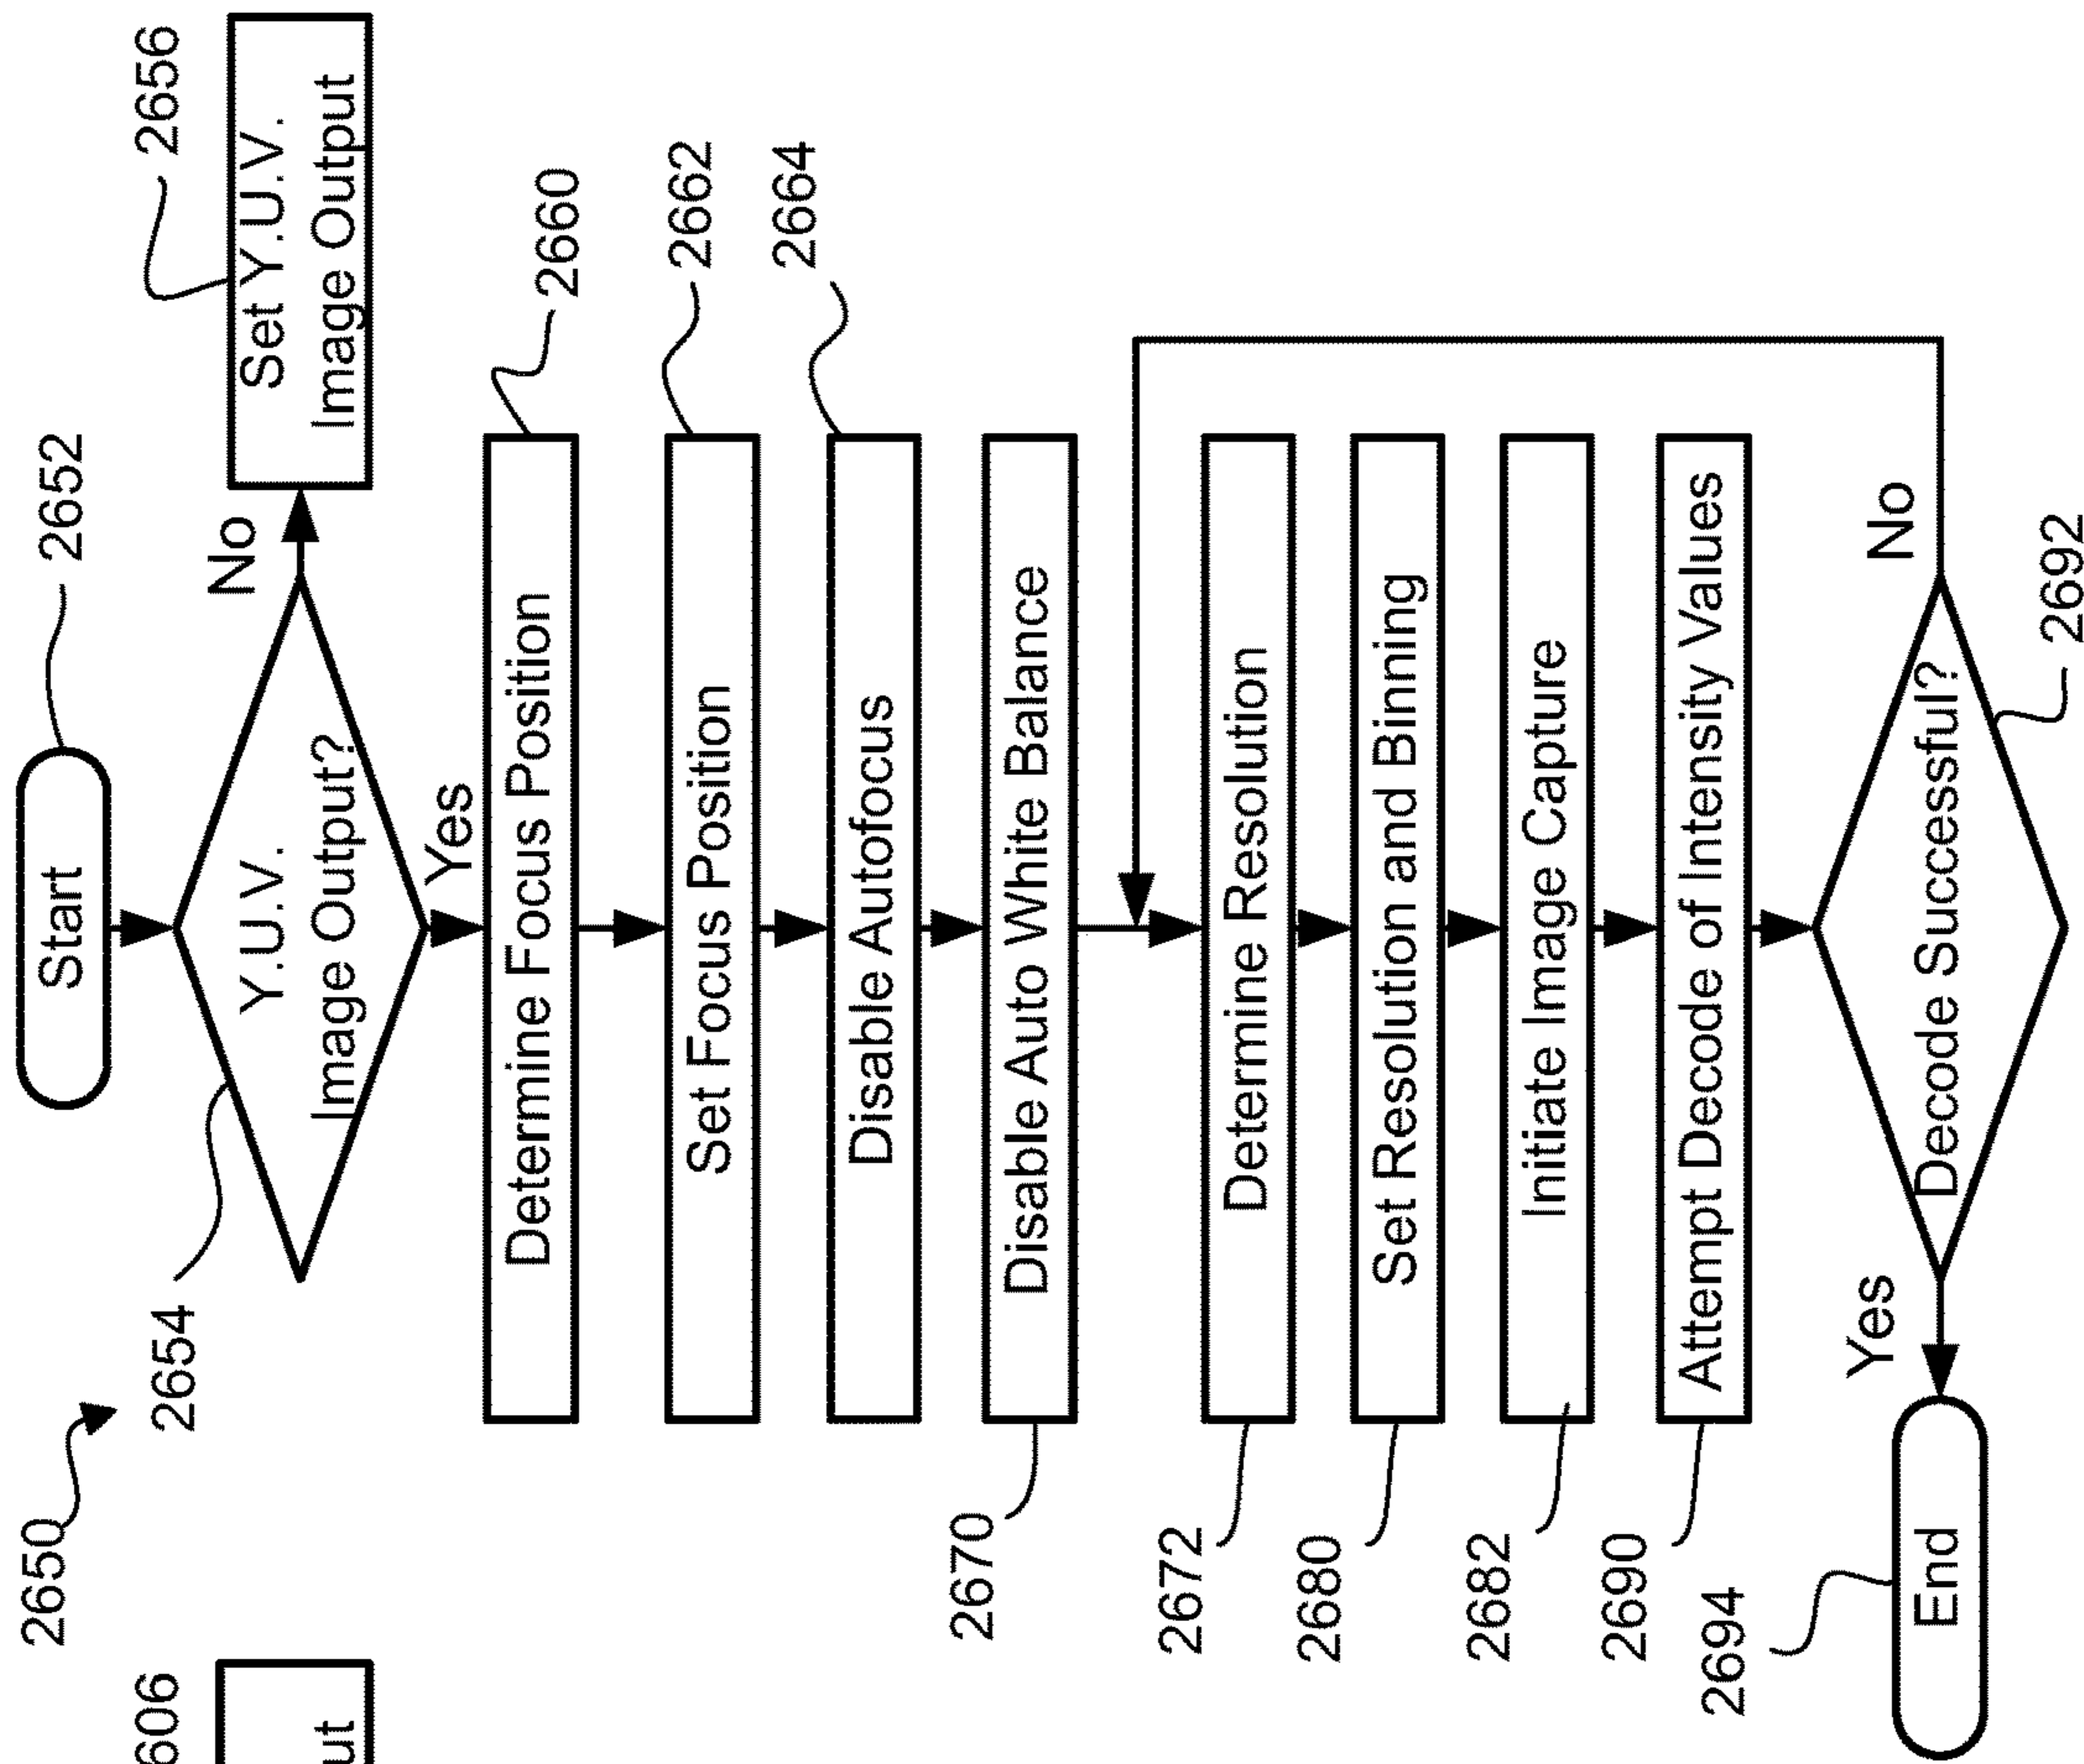 2650
2652
Start
2654
Y.U.V.
Image Output?
No
2656
Set Y.U.V.
Image Output
Yes
2660
Determine Focus Position
2662
Set Focus Position
2664
Disable Autofocus
2670
Disable Auto White Balance
2672
Determine Resolution
2680
Set Resolution and Binning
2682
Initiate Image Capture
2690
Attempt Decode of Intensity Values
Decode Successful?
2692
No
Yes
2694
End
606
ut